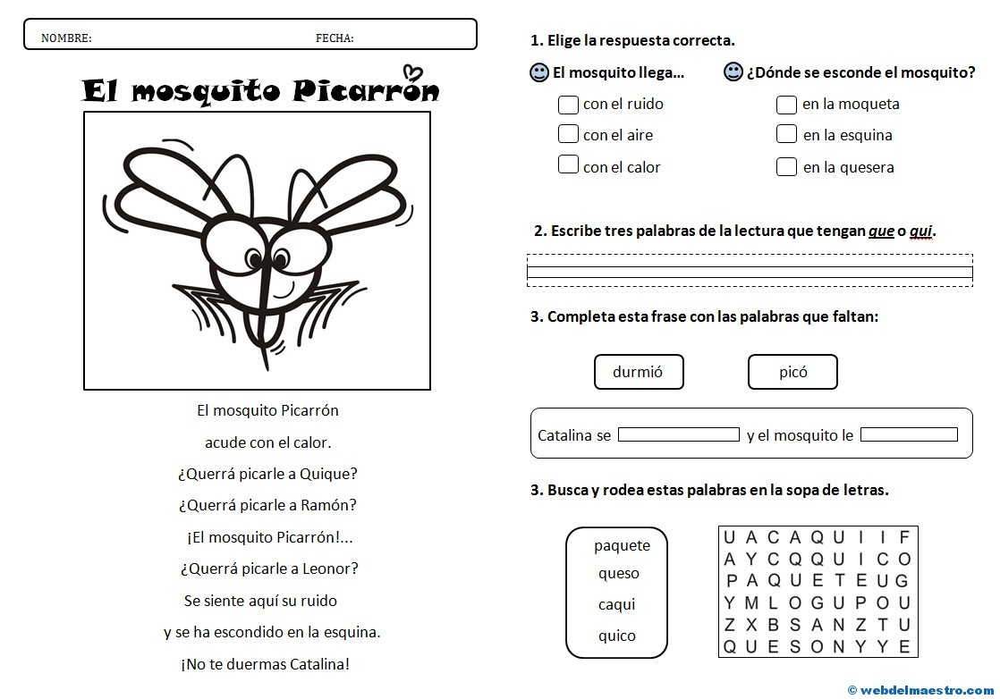 NOMBRE: FECHA:
El mosquito Picarrón
El mosquito Picarrón
acude con el calor.
¿Querrá picarle a Quique?
¿Querrá picarle a Ramón?
¡El mosquito Picarrón!...
¿Querrá picarle a Leonor?
Se siente aquí su ruido
y se ha escondido en la esquina.
¡No te duermas Catalina!
1. Elige la respuesta correcta.
El mosquito llega...
con el ruido
con el aire
con el calor
¿Dónde se esconde el mosquito?
en la moqueta
en la esquina
en la quesera
2. Escribe tres palabras de la lectura que tengan que o qui.
3. Completa esta frase con las palabras que faltan:
durmió picó
Catalina se y el mosquito le
3. Busca y rodea estas palabras en la sopa de letras.
paquete
queso
caqui
quico
U A C A Q U I I F
A Y C Q Q U I C O
P A Q U E T E U G
Y M L O G U P O U
Z X B S A N Z T U
Q U E S O N Y Y E
© webdelmaestro.com